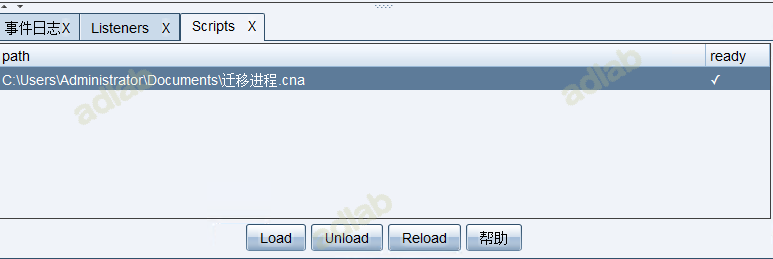 事件日志X Listeners X Scripts X
path ready
C:\Users\Administrator\Documents\迁移进程.cna ✓
adlab
adlab
adlab
Load Unload Reload 帮助